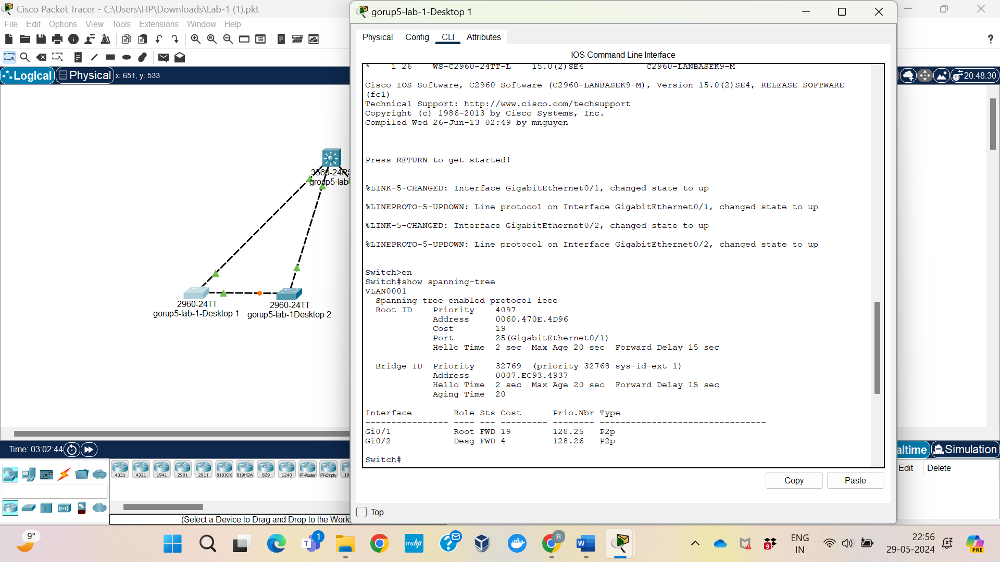 Cisco Packet Tracer - C:\Users\HP\Downloads\Lab-1 (1).pkt
File Edit Options View Tools Extensions Window Help
Logical Physical x: 651, y: 533
20:48:30
3560-24PS
group5-lab
2960-24TT
gorup5-lab-1-Desktop 1
2960-24TT
gorup5-lab-1Desktop 2
gorup5-lab-1-Desktop 1
Physical Config CLI Attributes
IOS Command Line Interface
* 1 26 WS-C2960-24TT-L 15.0(2)SE4 C2960-LANBASEK9-M
Cisco IOS Software, C2960 Software (C2960-LANBASEK9-M), Version 15.0(2)SE4, RELEASE SOFTWARE
(fc1)
Technical Support: http://www.cisco.com/techsupport
Copyright (c) 1986-2013 by Cisco Systems, Inc.
Compiled Wed 26-Jun-13 02:49 by mnguyen
Press RETURN to get started!
%LINK-5-CHANGED: Interface GigabitEthernet0/1, changed state to up
%LINEPROTO-5-UPDOWN: Line protocol on Interface GigabitEthernet0/1, changed state to up
%LINK-5-CHANGED: Interface GigabitEthernet0/2, changed state to up
%LINEPROTO-5-UPDOWN: Line protocol on Interface GigabitEthernet0/2, changed state to up
Switch>en
Switch#show spanning-tree
VLAN0001
Spanning tree enabled protocol ieee
Root ID Priority 4097
Address 0060.470E.4D96
Cost 19
Port 25(GigabitEthernet0/1)
Hello Time 2 sec Max Age 20 sec Forward Delay 15 sec
Bridge ID Priority 32769 (priority 32768 sys-id-ext 1)
Address 0007.EC93.4937
Hello Time 2 sec Max Age 20 sec Forward Delay 15 sec
Aging Time 20
Interface Role Sts Cost Prio.Nbr Type
---------------- ---- --- --------- -------- --------------------------------
Gi0/1 Root FWD 19 128.25 P2p
Gi0/2 Desg FWD 4 128.26 P2p
Switch#
Copy Paste
Top
Time: 03:02:44
altime Simulation
Edit Delete
4331 4321 1941 2901 2911 819IOX 819HGW 829 1240 PT-Router PT-Empty 18
(Select a Device to Drag and Drop to the Work
9°
1
T
myhp
R
W
9
ENG
IN
22:56
29-05-2024
PRE